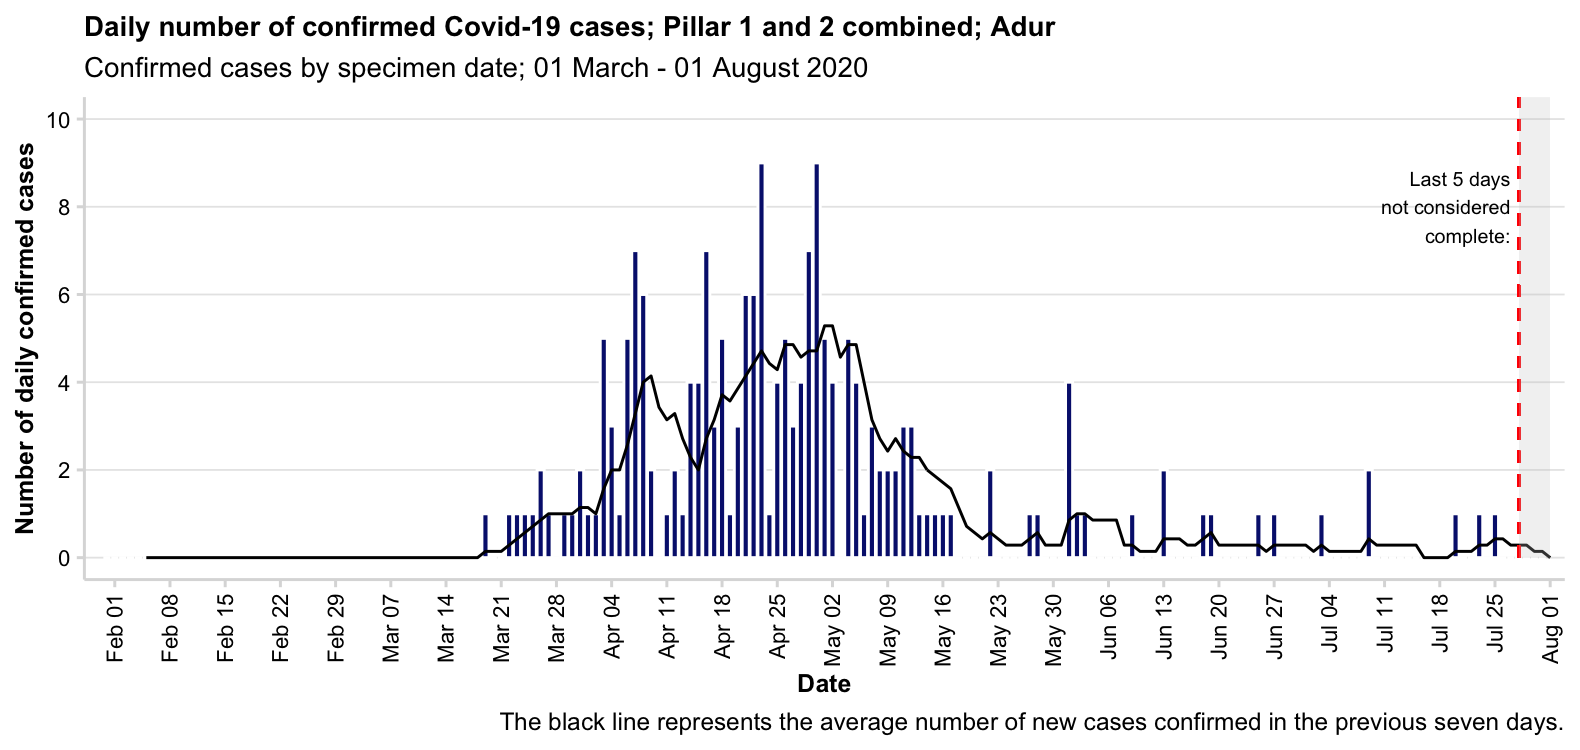 Daily number of confirmed Covid-19 cases; Pillar 1 and 2 combined; Adur
Confirmed cases by specimen date; 01 March - 01 August 2020
Number of daily confirmed cases
10
8
6
4
2
0
Last 5 days
not considered
complete:
Feb 01
Feb 08
Feb 15
Feb 22
Feb 29
Mar 07
Mar 14
Mar 21
Mar 28
Apr 04
Apr 11
Apr 18
Apr 25
May 02
May 09
May 16
May 23
May 30
Jun 06
Jun 13
Jun 20
Jun 27
Jul 04
Jul 11
Jul 18
Jul 25
Aug 01
Date
The black line represents the average number of new cases confirmed in the previous seven days.